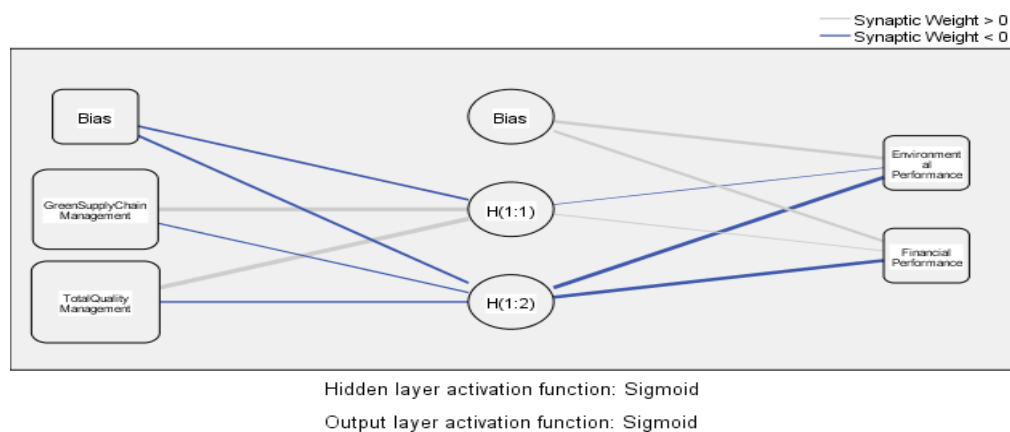 Synaptic Weight > 0
Synaptic Weight < 0
Bias
GreenSupplyChain
Management
TotalQuality
Management
Bias
H(1:1)
H(1:2)
Environment
al
Performance
Financial
Performance
Hidden layer activation function: Sigmoid
Output layer activation function: Sigmoid